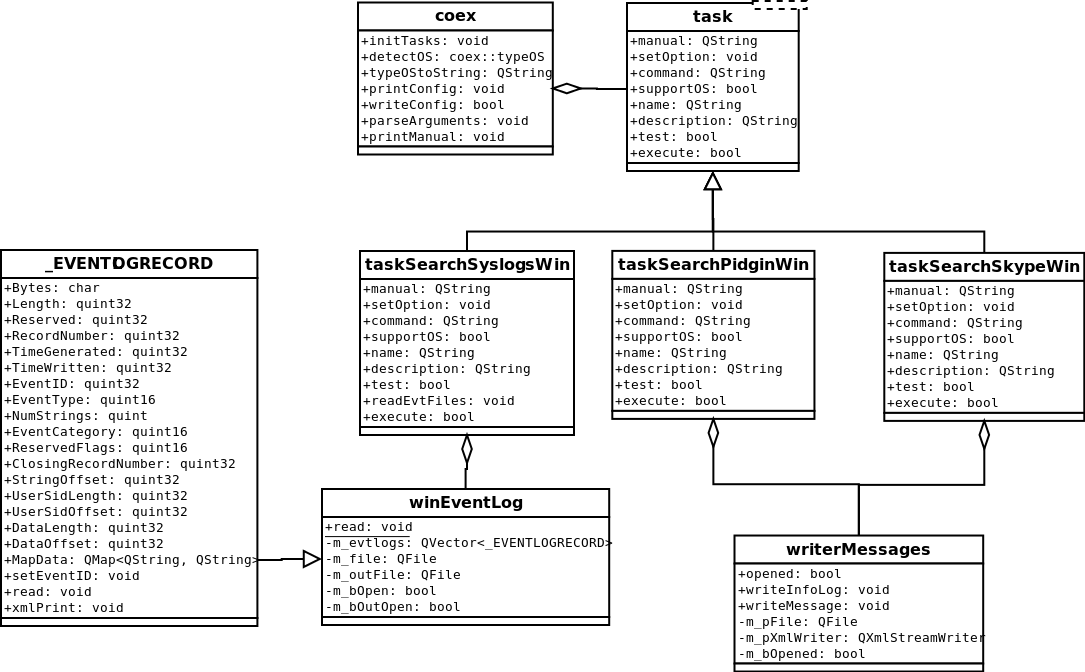 coex
+initTasks: void
+detectOS: coex::typeOS
+typeOStoString: QString
+printConfig: void
+writeConfig: bool
+parseArguments: void
+printManual: void
task
+manual: QString
+setOption: void
+command: QString
+supportOS: bool
+name: QString
+description: QString
+test: bool
+execute: bool
_EVENTLOGRECORD
+Bytes: char
+Length: quint32
+Reserved: quint32
+RecordNumber: quint32
+TimeGenerated: quint32
+TimeWritten: quint32
+EventID: quint32
+EventType: quint16
+NumStrings: quint
+EventCategory: quint16
+ReservedFlags: quint16
+ClosingRecordNumber: quint32
+StringOffset: quint32
+UserSidLength: quint32
+UserSidOffset: quint32
+DataLength: quint32
+DataOffset: quint32
+MapData: QMap<QString, QString>
+setEventID: void
+read: void
+xmlPrint: void
taskSearchSyslogsWin
+manual: QString
+setOption: void
+command: QString
+supportOS: bool
+name: QString
+description: QString
+test: bool
+readEvtFiles: void
+execute: bool
taskSearchPidginWin
+manual: QString
+setOption: void
+command: QString
+supportOS: bool
+name: QString
+description: QString
+test: bool
+execute: bool
taskSearchSkypeWin
+manual: QString
+setOption: void
+command: QString
+supportOS: bool
+name: QString
+description: QString
+test: bool
+execute: bool
winEventLog
+read: void
-m_evtlogs: QVector<_EVENTLOGRECORD>
-m_file: QFile
-m_outFile: QFile
-m_bOpen: bool
-m_bOutOpen: bool
writerMessages
+opened: bool
+writeInfoLog: void
+writeMessage: void
-m_pFile: QFile
-m_pXmlWriter: QXmlStreamWriter
-m_bOpened: bool